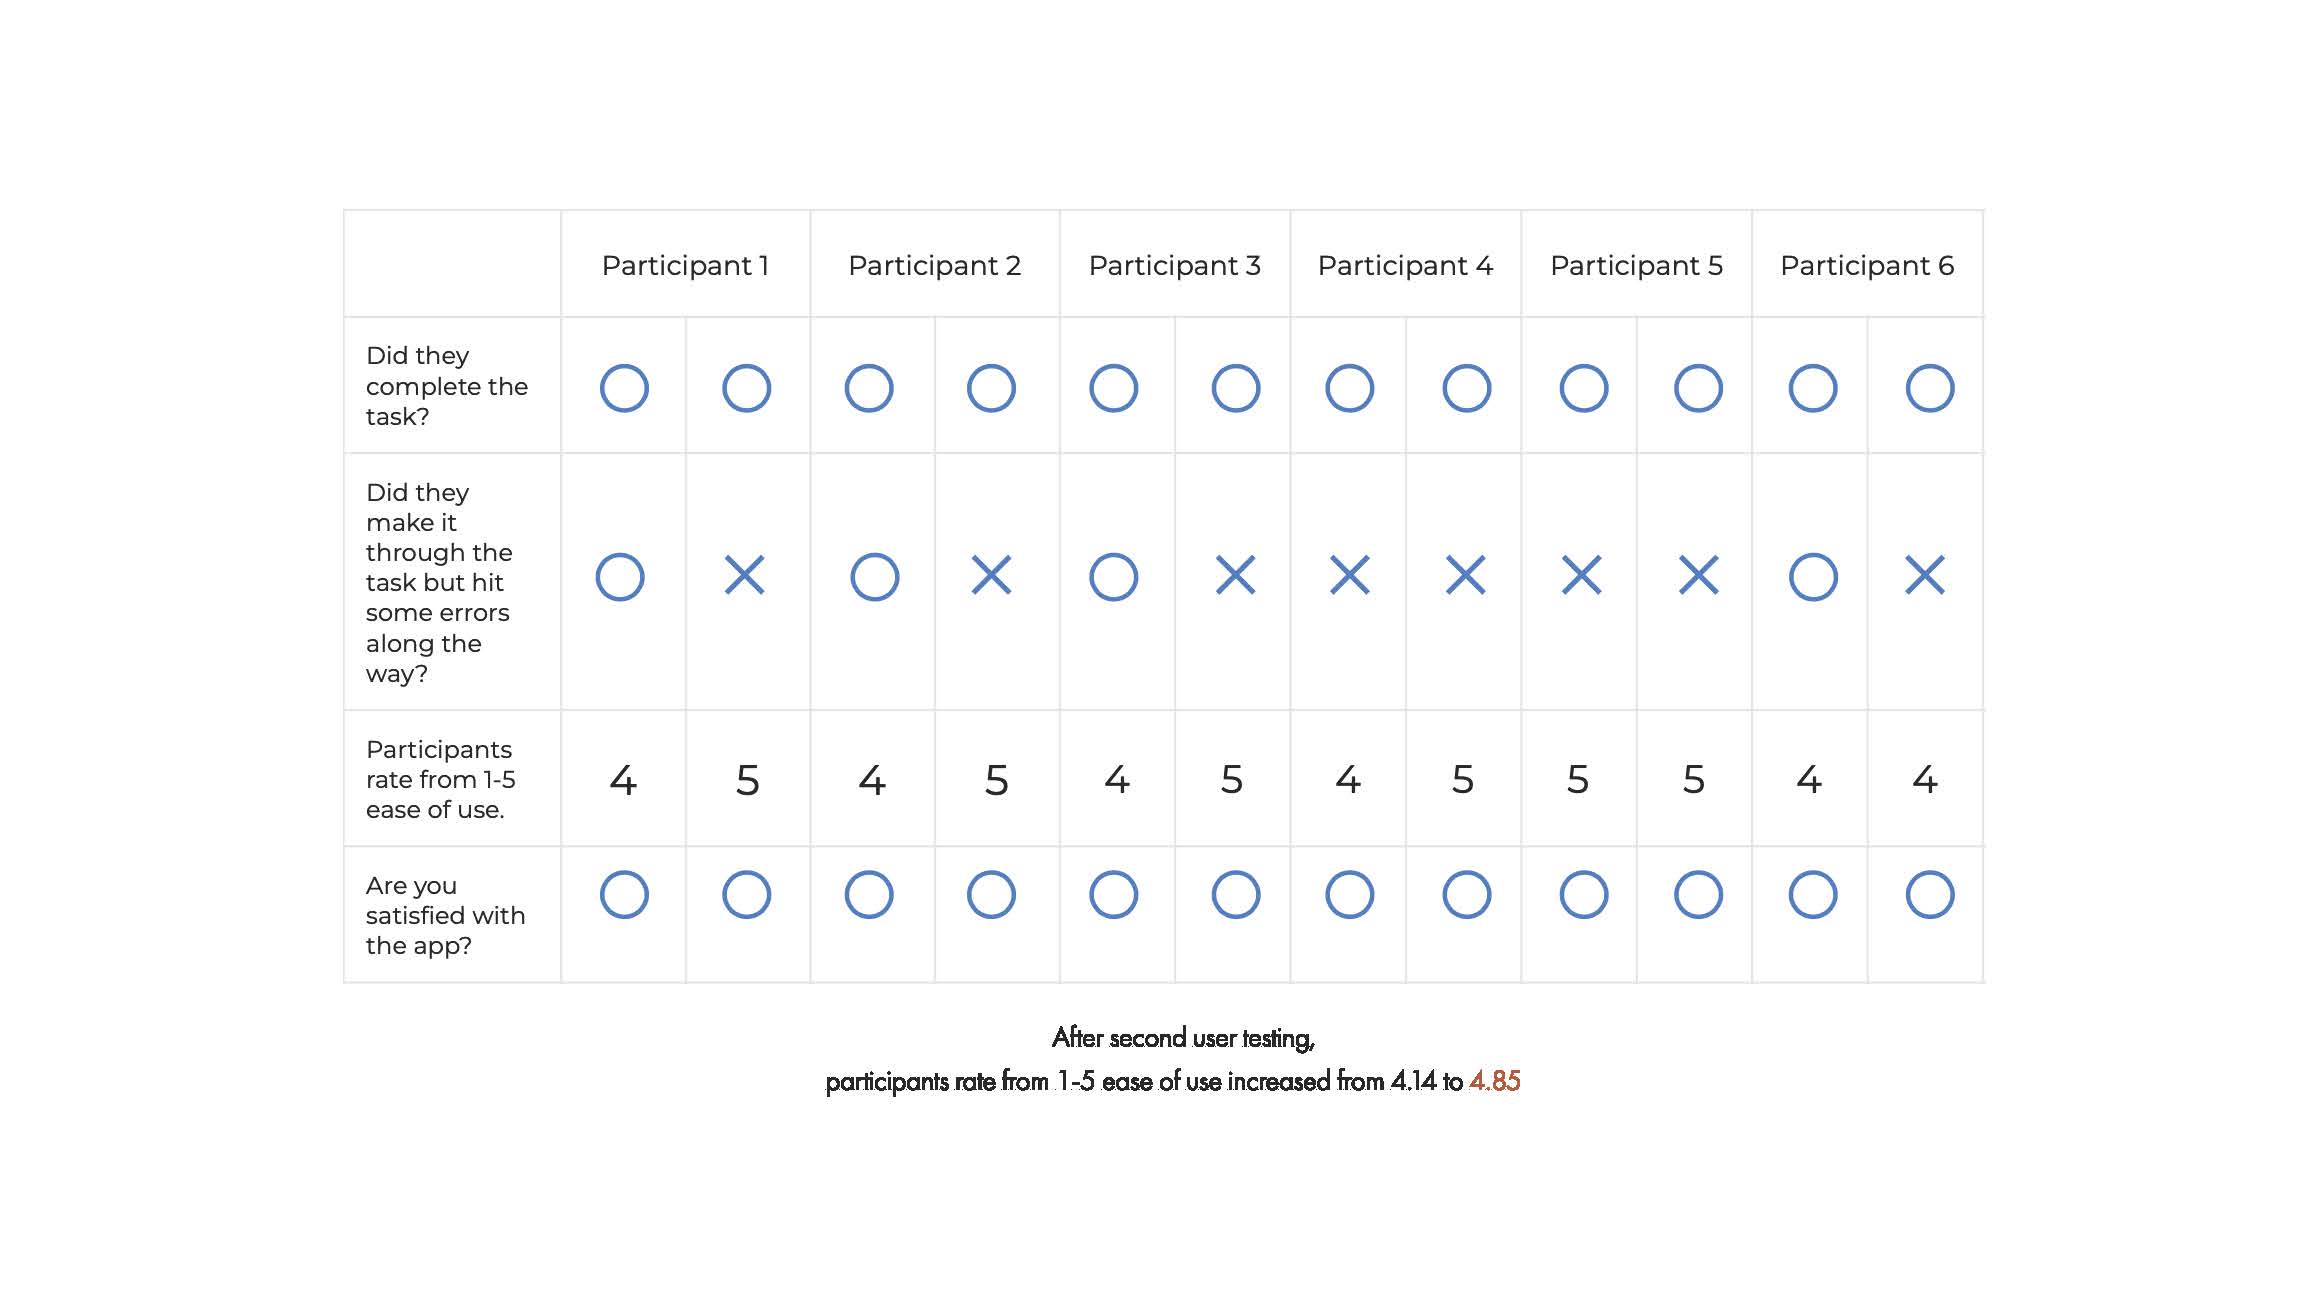 Participant 1 Participant 2 Participant 3 Participant 4 Participant 5 Participant 6
Did they
complete the
task?
Did they
make it
through the
task but hit
some errors
along the
way?
Participants
rate from 1-5
ease of use.
4 5 4 5 4 5 4 5 5 5 4 4
Are you
satisfied with
the app?
After second user testing,
participants rate from 1-5 ease of use increased from 4.14 to 4.85